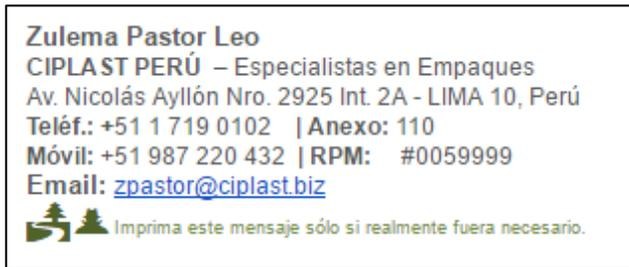 Zulema Pastor Leo
CIPLAST PERÚ – Especialistas en Empaques
Av. Nicolás Ayllón Nro. 2925 Int. 2A - LIMA 10, Perú
Teléf.: +51 1 719 0102 | Anexo: 110
Móvil: +51 987 220 432 | RPM: #0059999
Email: zpastor@ciplast.biz
Imprima este mensaje sólo si realmente fuera necesario.